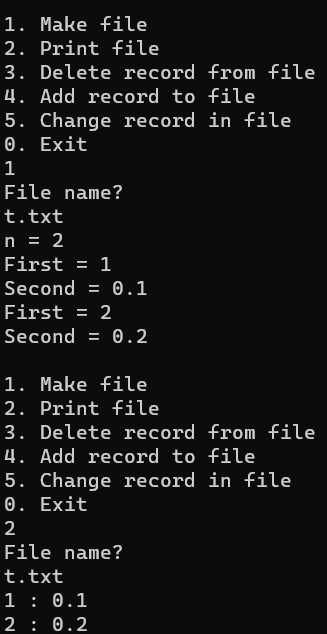 1. Make file
2. Print file
3. Delete record from file
4. Add record to file
5. Change record in file
0. Exit
1
File name?
t.txt
n = 2
First = 1
Second = 0.1
First = 2
Second = 0.2
1. Make file
2. Print file
3. Delete record from file
4. Add record to file
5. Change record in file
0. Exit
2
File name?
t.txt
1 : 0.1
2 : 0.2